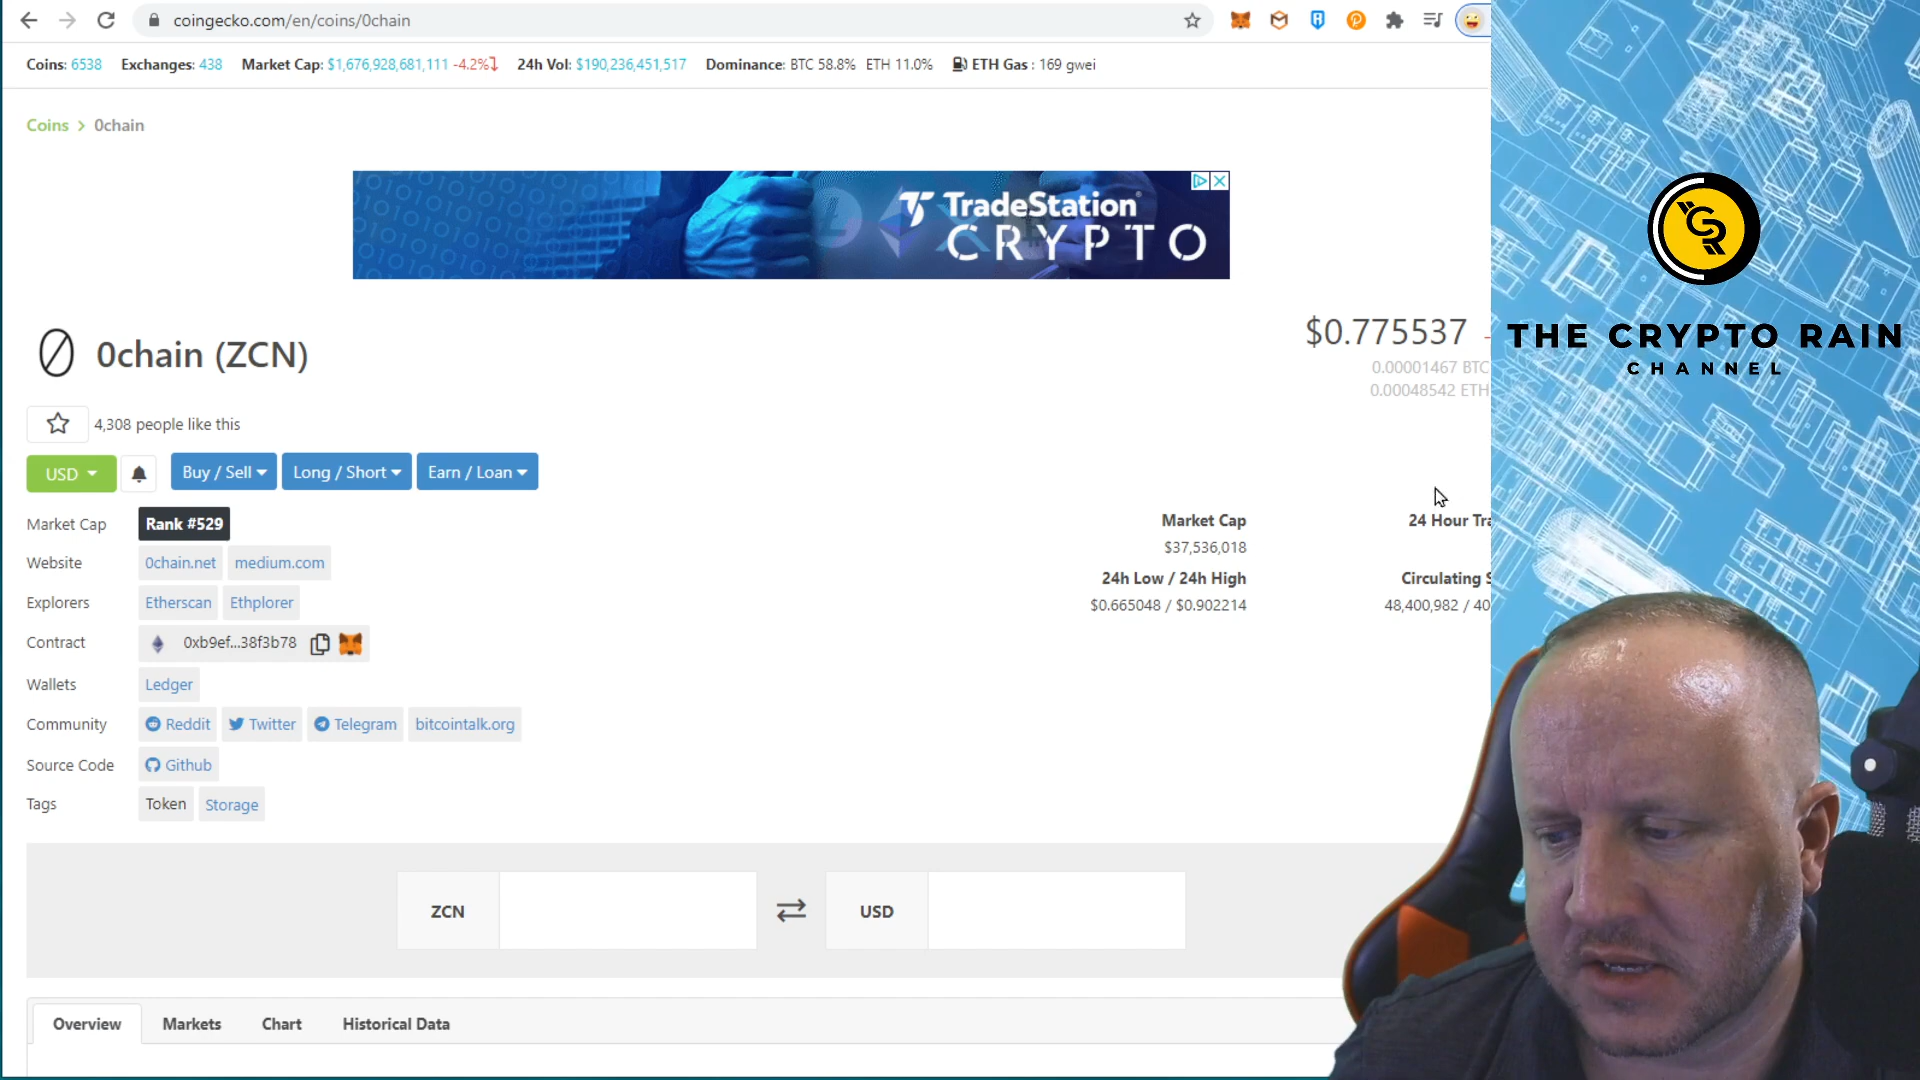 coingecko.com/en/coins/0chain
Coins: 6538 Exchanges: 438 Market Cap: $1,676,928,681,111 -4.2% 24h Vol: $190,236,451,517 Dominance: BTC 58.8% ETH 11.0% ETH Gas : 169 gwei
Coins > 0chain
TradeStation®
CRYPTO
0chain (ZCN)
$0.775537 -
0.00001467 BTC
0.00048542 ETH
THE CRYPTO RAIN
CHANNEL
4,308 people like this
USD Buy / Sell Long / Short Earn / Loan
Market Cap Rank #529
Website 0chain.net medium.com
Explorers Etherscan Ethplorer
Contract 0xb9ef...38f3b78
Wallets Ledger
Community Reddit Twitter Telegram bitcointalk.org
Source Code Github
Tags Token Storage
Market Cap 24 Hour Tra
$37,536,018
24h Low / 24h High Circulating S
$0.665048 / $0.902214 48,400,982 / 40
ZCN USD
Overview Markets Chart Historical Data